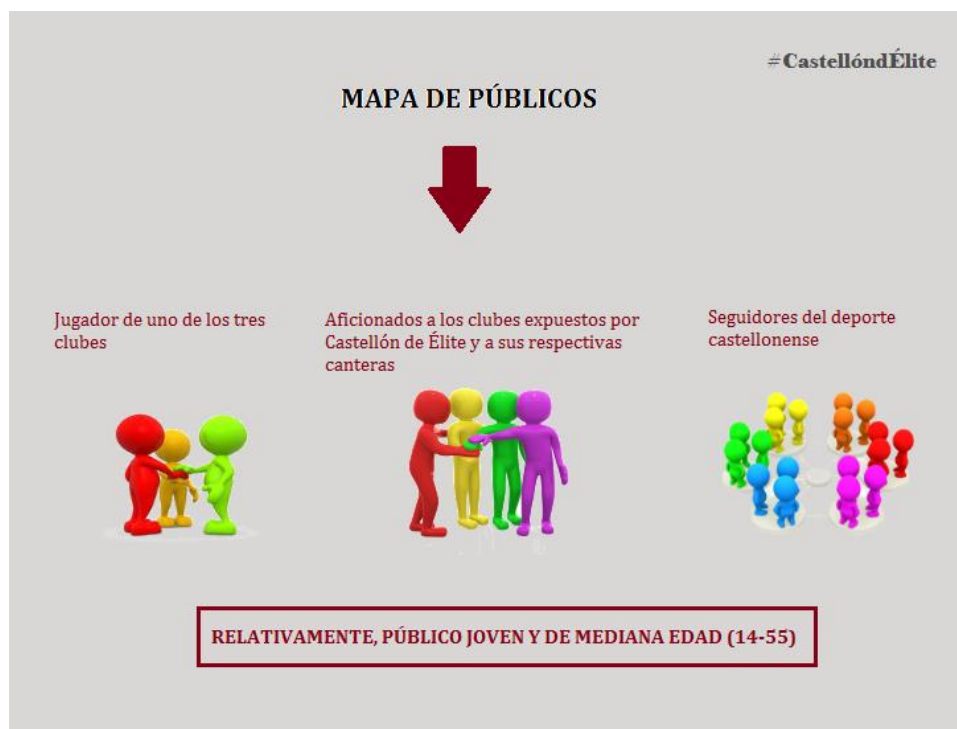 #CastellóndÉlite
MAPA DE PÚBLICOS
Jugador de uno de los tres
clubes
Aficionados a los clubes expuestos por
Castellón de Élite y a sus respectivas
canteras
Seguidores del deporte
castellonense
RELATIVAMENTE, PÚBLICO JOVEN Y DE MEDIANA EDAD (14-55)